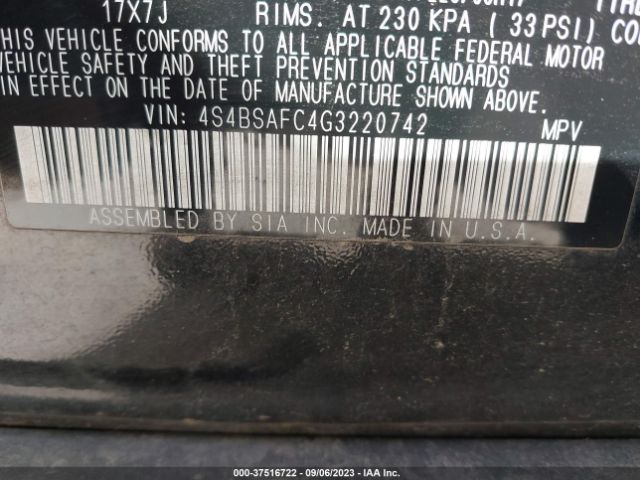 17X7J RIMS. AT 230 KPA ( 33PSI) CO
THIS VEHICLE CONFORMS TO ALL APPLICABLE FEDERAL MOTOR
VEHICLE SAFETY AND THEFT PREVENTION STANDARDS
IN EFFECT ON THE DATE OF MANUFACTURE SHOWN ABOVE.
VIN: 4S4BSAFC4G3220742 MPV
ASSEMBLED BY SIA INC. MADE IN U.S.A.
000-37516722 - 09/06/2023 - IAA Inc.